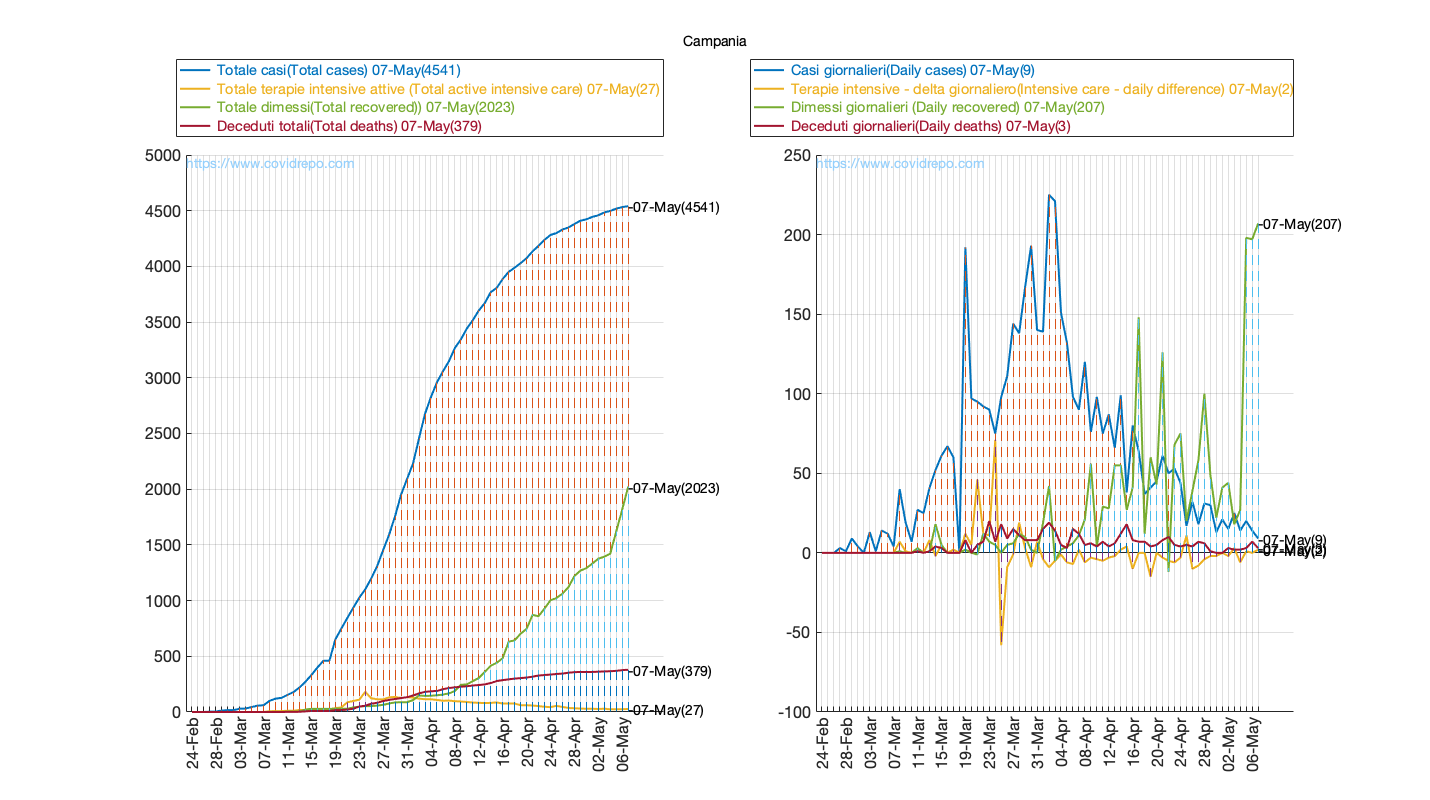 Campania
Totale casi(Total cases) 07-May(4541)
Totale terapie intensive attive (Total active intensive care) 07-May(27)
Totale dimessi(Total recovered)) 07-May(2023)
Deceduti totali(Total deaths) 07-May(379)
https://www.covidrepo.com
5000
4500
4000
3500
3000
2500
2000
1500
1000
500
0
07-May(4541)
07-May(2023)
07-May(379)
07-May(27)
24-Feb
28-Feb
03-Mar
07-Mar
11-Mar
15-Mar
19-Mar
23-Mar
27-Mar
31-Mar
04-Apr
08-Apr
12-Apr
16-Apr
20-Apr
24-Apr
28-Apr
02-May
06-May
Casi giornalieri(Daily cases) 07-May(9)
Terapie intensive - delta giornaliero(Intensive care - daily difference) 07-May(2)
Dimessi giornalieri (Daily recovered) 07-May(207)
Deceduti giornalieri(Daily deaths) 07-May(3)
https://www.covidrepo.com
250
200
150
100
50
0
-50
-100
07-May(207)
07-May(9)
07-May(2)
24-Feb
28-Feb
03-Mar
07-Mar
11-Mar
15-Mar
19-Mar
23-Mar
27-Mar
31-Mar
04-Apr
08-Apr
12-Apr
16-Apr
20-Apr
24-Apr
28-Apr
02-May
06-May